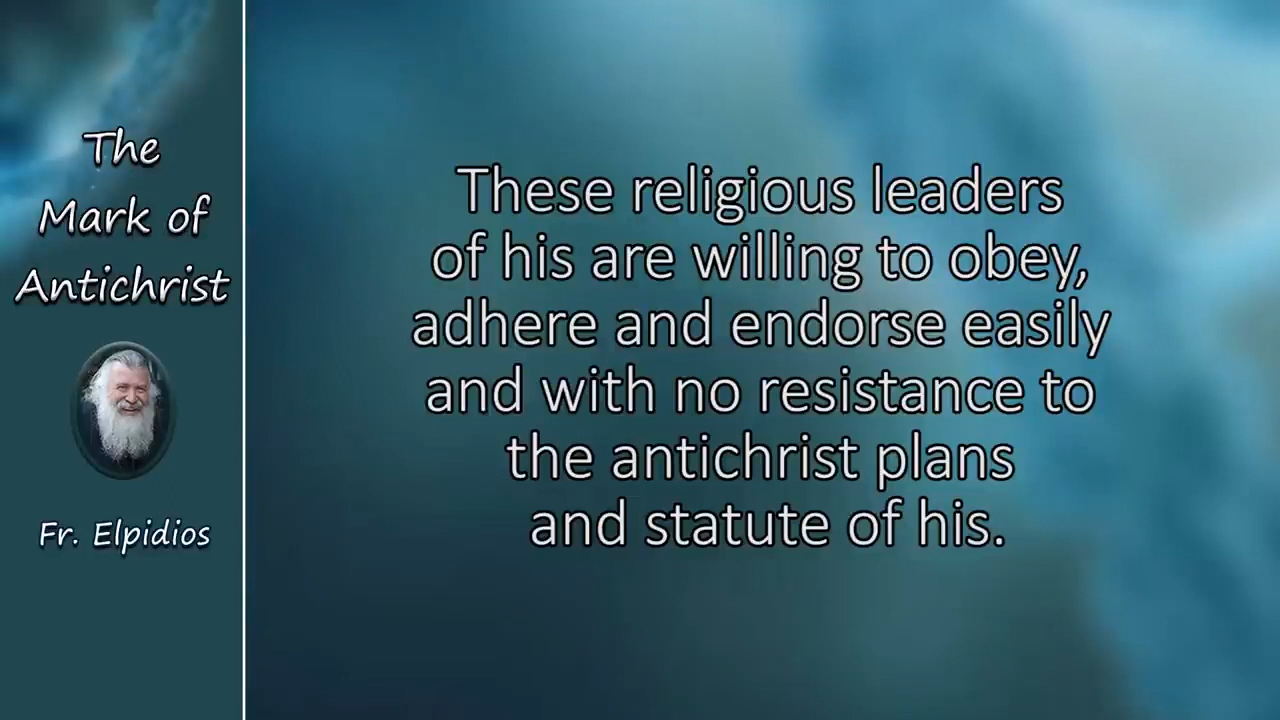 The
Mark of
Antichrist
Fr. Elpidios
These religious leaders
of his are willing to obey,
adhere and endorse easily
and with no resistance to
the antichrist plans
and statute of his.